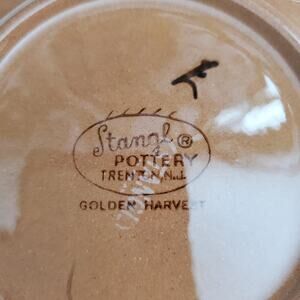 Stangl®
POTTERY
TRENTON, N.J.
GOLDEN HARVEST